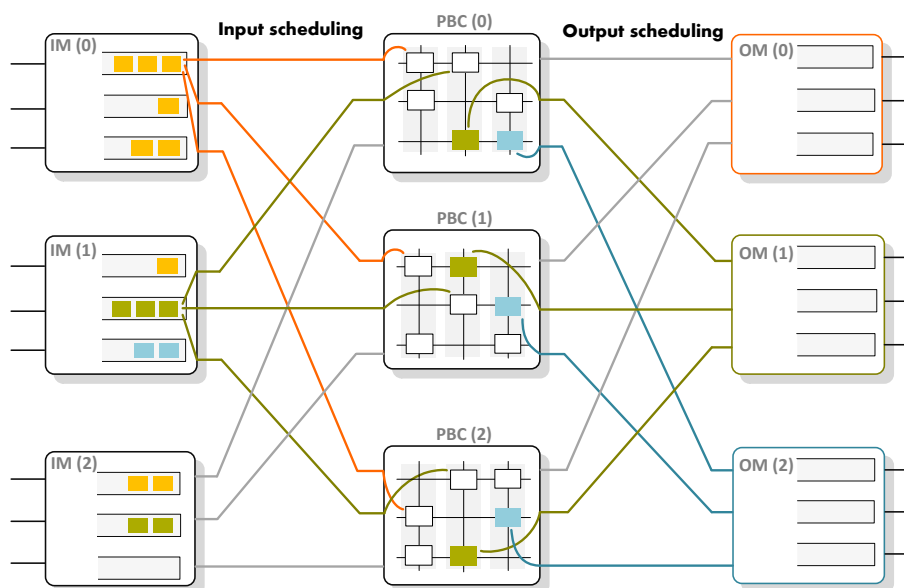 Input scheduling
PBC (0)
Output scheduling
IM (0)
OM (0)
IM (1)
PBC (1)
OM (1)
IM (2)
PBC (2)
OM (2)